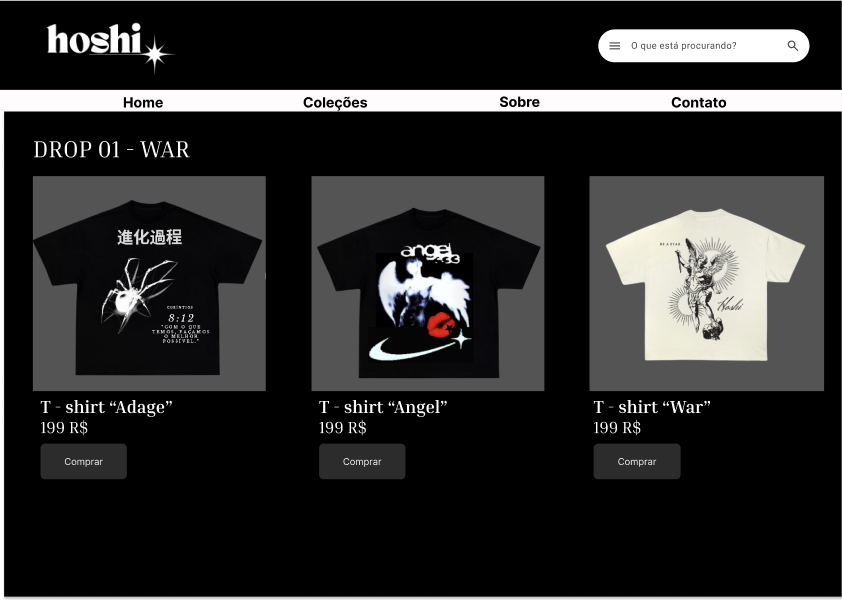 hoshi
O que está procurando?
Home Coleções Sobre Contato
DROP 01 - WAR
進化過程
CORÍNTIOS
8:12
"COM O QUE
TEMOS, FAÇAMOS
O MELHOR
POSSÍVEL."
angel
BE A STAR.
Hoshi
T - shirt “Adage”
199 R$
Comprar
T - shirt “Angel”
199 R$
Comprar
T - shirt “War”
199 R$
Comprar